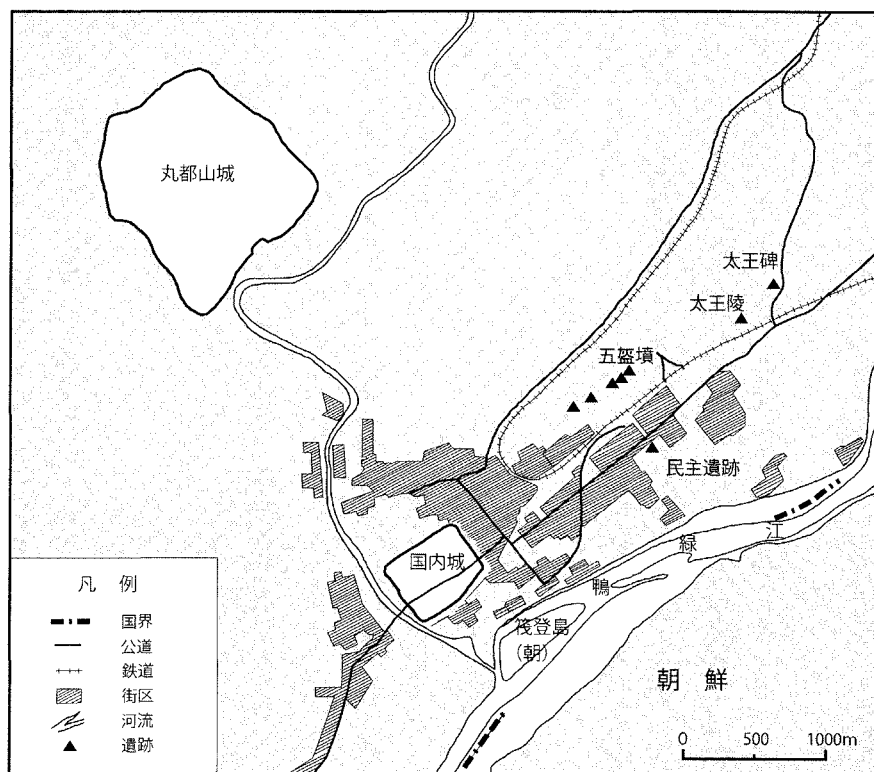 丸都山城
太王碑
太王陵
五盔墳
民主遺跡
国内城
鴨
緑
江
筏登島
(朝)
朝 鮮
凡 例
国界
公道
鉄道
街区
河流
遺跡
0 500 1000m